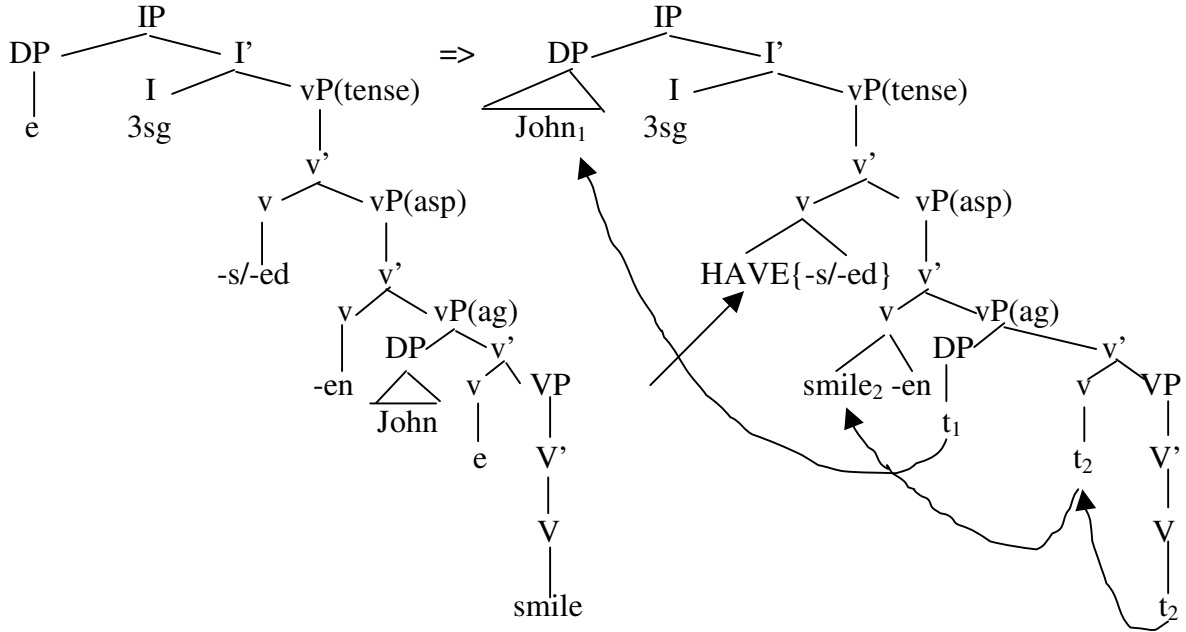 IP IP
DP I’ => DP I’
I vP(tense) I vP(tense)
e 3sg John₁ 3sg
v’ v’
v vP(asp) v vP(asp)
-s/-ed v’ HAVE{-s/-ed} v’
v vP(ag) v vP(ag)
DP v’ DP v’
-en v VP smile₂ -en v VP
John t₁
e V’ t₂ V’
V V
smile t₂